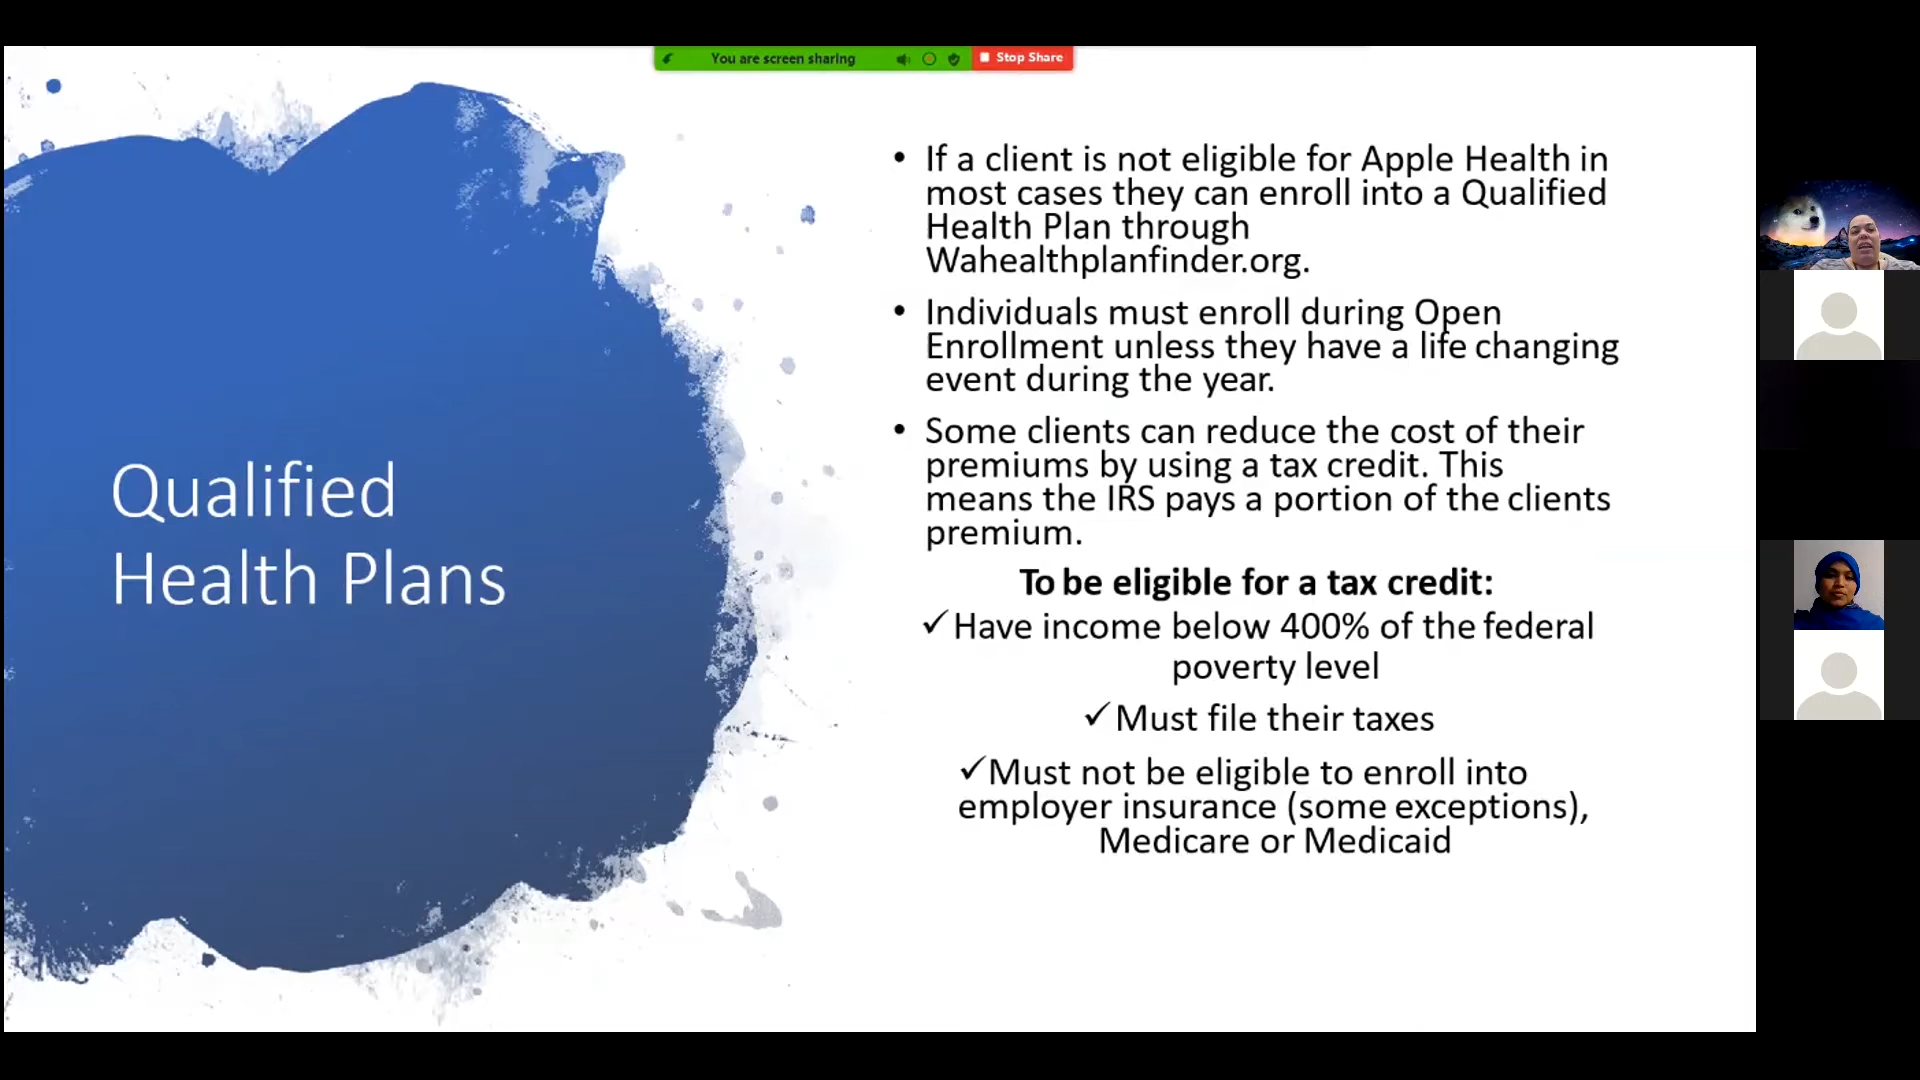 You are screen sharing
Stop Share
Qualified
Health Plans
• If a client is not eligible for Apple Health in
most cases they can enroll into a Qualified
Health Plan through
Wahealthplanfinder.org.
• Individuals must enroll during Open
Enrollment unless they have a life changing
event during the year.
• Some clients can reduce the cost of their
premiums by using a tax credit. This
means the IRS pays a portion of the clients
premium.
To be eligible for a tax credit:
✓Have income below 400% of the federal
poverty level
✓Must file their taxes
✓Must not be eligible to enroll into
employer insurance (some exceptions),
Medicare or Medicaid